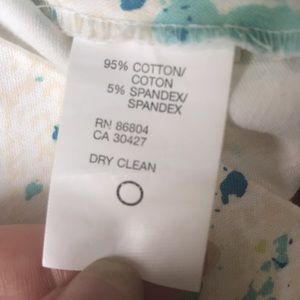 95% COTTON/
COTON
5% SPANDEX/
SPANDEX
RN 86804
CA 30427
DRY CLEAN